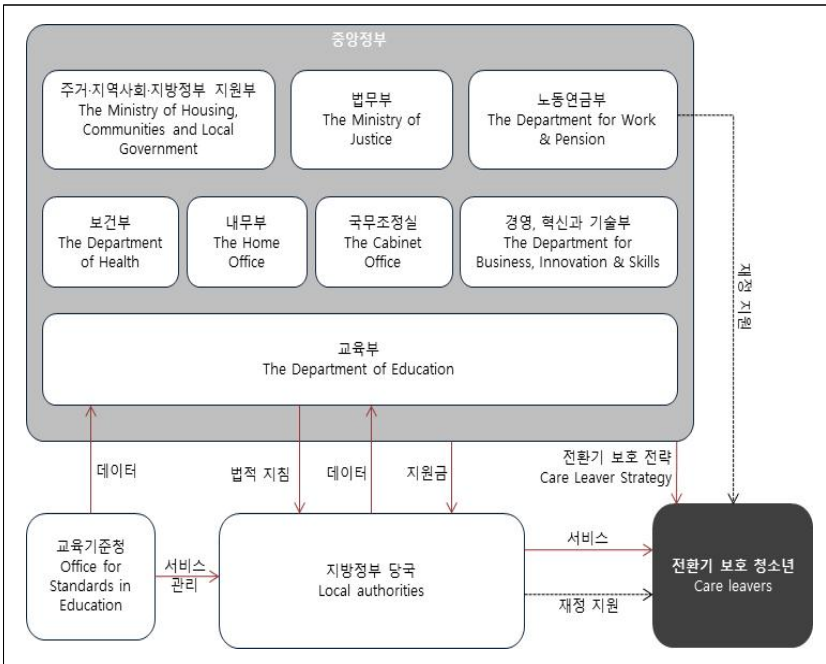 중앙정부
주거·지역사회·지방정부 지원부
The Ministry of Housing,
Communities and Local
Government
법무부
The Ministry of
Justice
노동연금부
The Department for Work
& Pension
보건부
The Department
of Health
내무부
The Home
Office
국무조정실
The Cabinet
Office
경영, 혁신과 기술부
The Department for
Business, Innovation & Skills
재정 지원
교육부
The Department of Education
데이터
법적 지침
데이터
지원금
전환기 보호 전략
Care Leaver Strategy
교육기준청
Office for
Standards in
Education
서비스
관리
지방정부 당국
Local authorities
서비스
재정 지원
전환기 보호 청소년
Care leavers